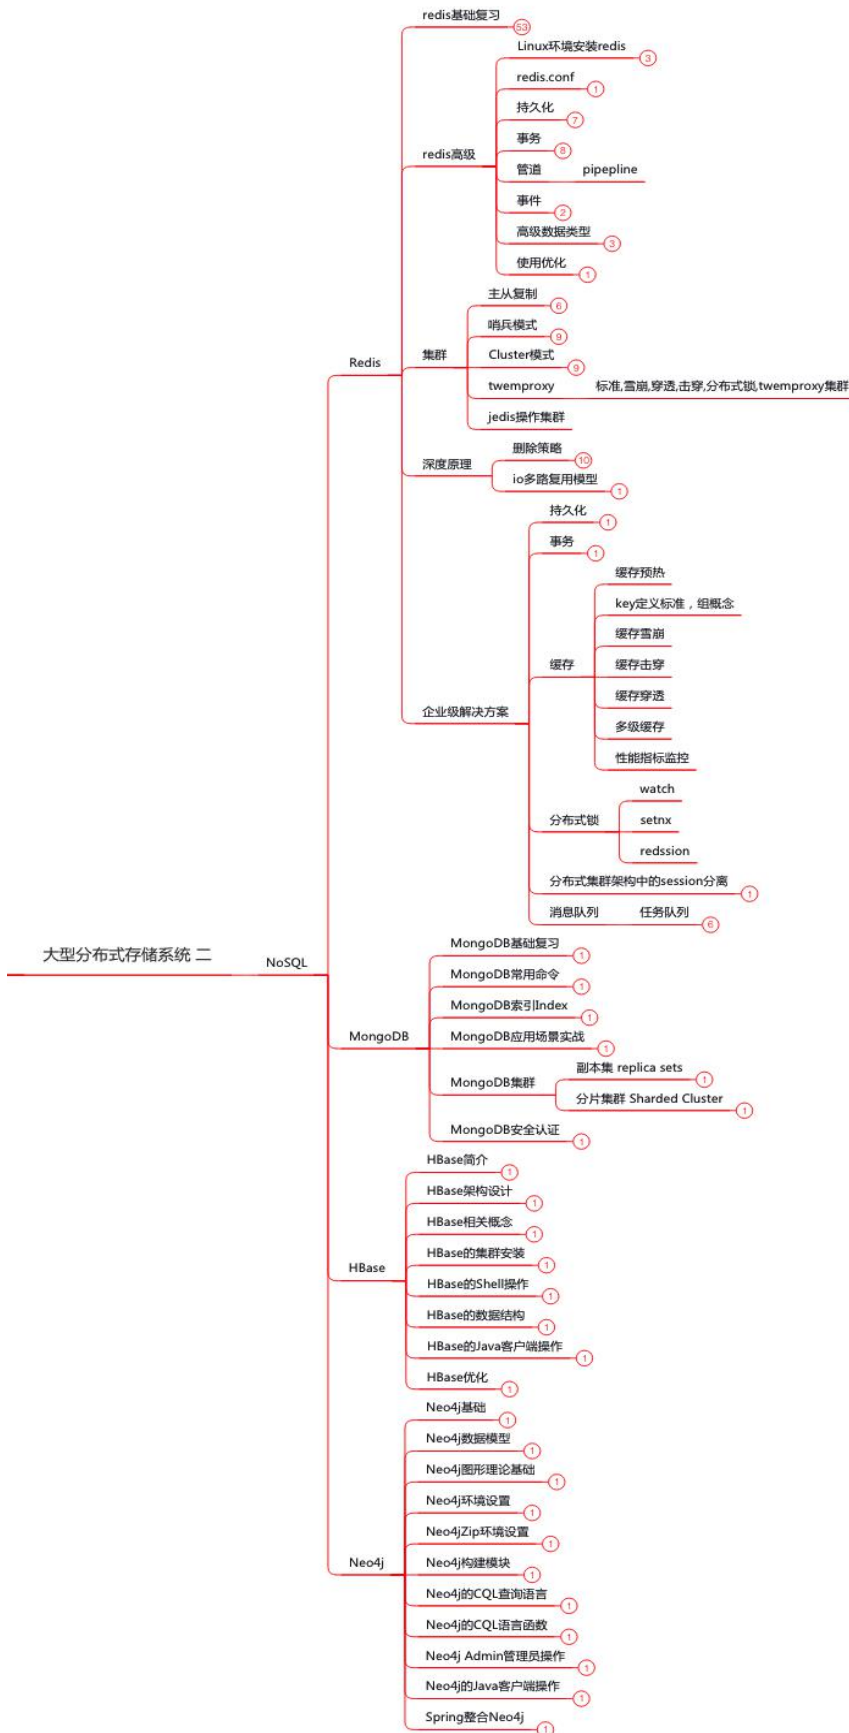 redis基础复习 53
Linux环境安装redis 3
redis.conf 1
持久化 7
事务 8
redis高级
管道 pipepline
事件 2
高级数据类型 3
使用优化 1
主从复制 6
哨兵模式 9
集群
Cluster模式 9
Redis
twemproxy 标准,雪崩,穿透,击穿,分布式锁,twemproxy集群
jedis操作集群
删除策略 10
深度原理
io多路复用模型 1
持久化 1
事务 1
缓存预热
key定义标准，组概念
缓存雪崩
缓存 缓存击穿
缓存穿透
企业级解决方案
多级缓存
性能指标监控
watch
分布式锁 setnx
redssion
分布式集群架构中的session分离 1
消息队列 任务队列 6
大型分布式存储系统 二
NoSQL
MongoDB基础复习 1
MongoDB常用命令 1
MongoDB索引Index 1
MongoDB MongoDB应用场景实战 1
副本集 replica sets 1
MongoDB集群
分片集群 Sharded Cluster 1
MongoDB安全认证 1
HBase简介 1
HBase架构设计 1
HBase相关概念 1
HBase的集群安装 1
HBase
HBase的Shell操作 1
HBase的数据结构 1
HBase的Java客户端操作 1
HBase优化 1
Neo4j基础 1
Neo4j数据模型 1
Neo4j图形理论基础 1
Neo4j环境设置 1
Neo4jZip环境设置 1
Neo4j Neo4j构建模块 1
Neo4j的CQL查询语言 1
Neo4j的CQL语言函数 1
Neo4j Admin管理员操作 1
Neo4j的Java客户端操作 1
Spring整合Neo4j 1